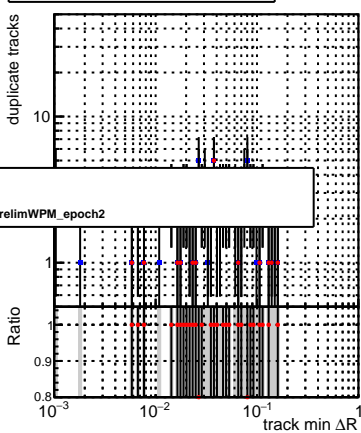 duplicate tracks
10
relimWPM_epoch2
1
Ratio
1
0.9
0.8
10⁻³ 10⁻² 10⁻¹ 1
track min ΔR